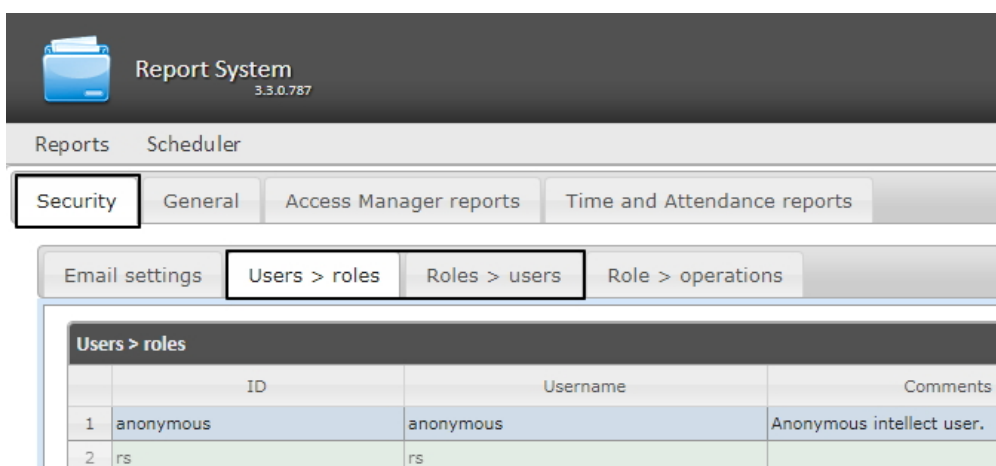 Report System
3.3.0.787
Reports Scheduler
Security General Access Manager reports Time and Attendance reports
Email settings Users > roles Roles > users Role > operations
Users > roles
ID Username Comments
1 anonymous anonymous Anonymous intellect user.
2 rs rs